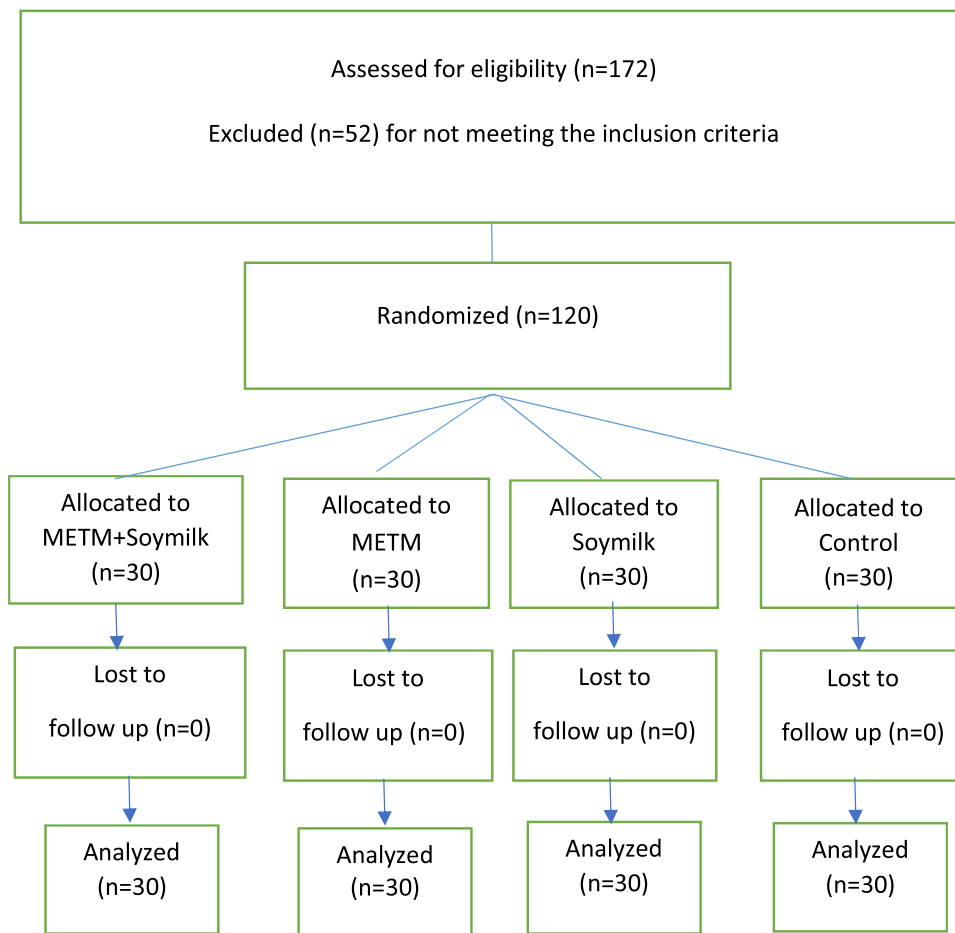 Assessed for eligibility (n=172)
Excluded (n=52) for not meeting the inclusion criteria
Randomized (n=120)
Allocated to
METM+Soymilk
(n=30)
Allocated to
METM
(n=30)
Allocated to
Soymilk
(n=30)
Allocated to
Control
(n=30)
Lost to
follow up (n=0)
Lost to
follow up (n=0)
Lost to
follow up (n=0)
Lost to
follow up (n=0)
Analyzed
(n=30)
Analyzed
(n=30)
Analyzed
(n=30)
Analyzed
(n=30)